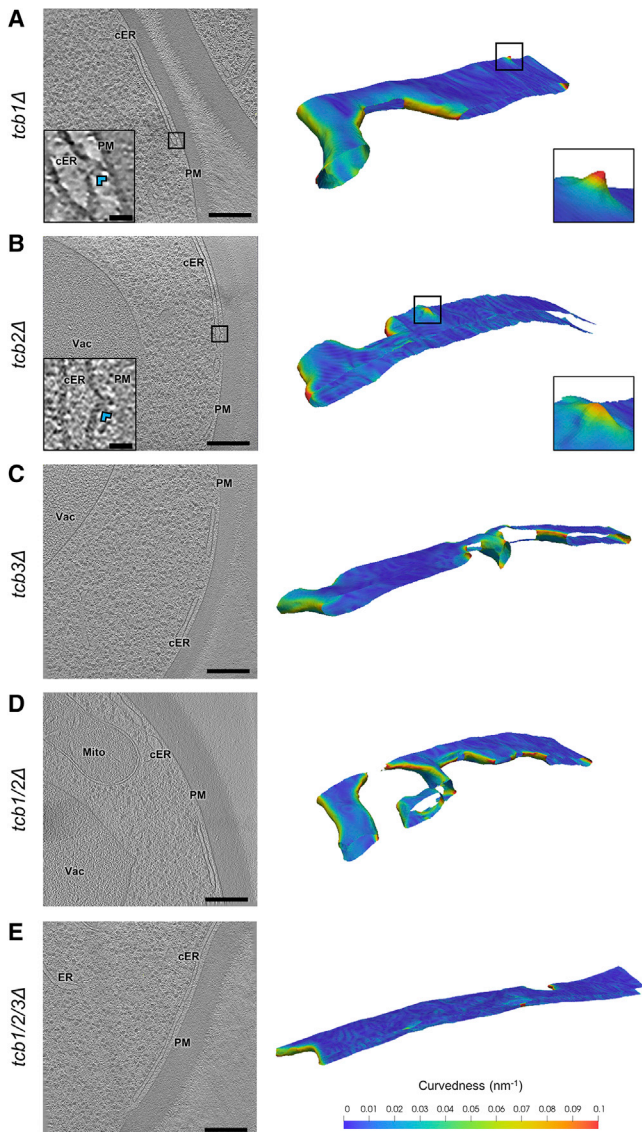 A
tcb1Δ
cER
PM
cER
PM
PM
B
tcb2Δ
cER
Vac
cER
PM
PM
C
tcb3Δ
PM
Vac
cER
D
tcb1/2Δ
Mito
cER
PM
Vac
E
tcb1/2/3Δ
cER
ER
PM
Curvedness (nm⁻¹)
0 0.01 0.02 0.03 0.04 0.05 0.06 0.07 0.08 0.09 0.1